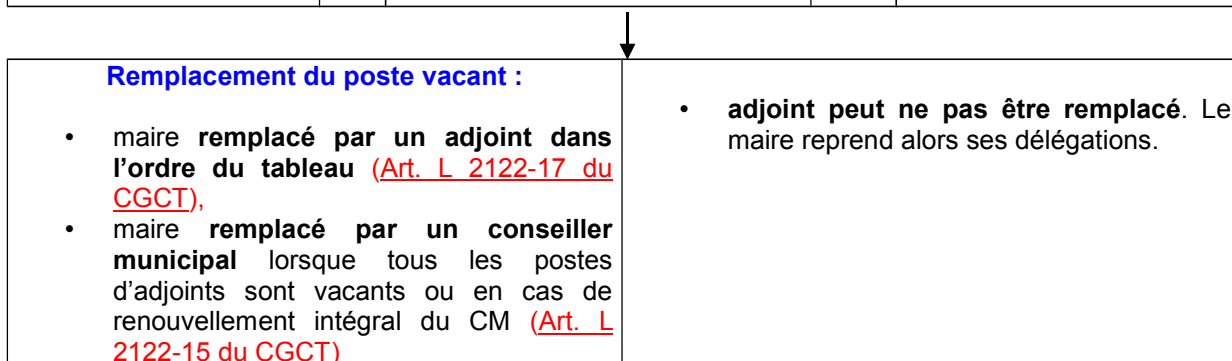 Remplacement du poste vacant :
• maire remplacé par un adjoint dans
l'ordre du tableau (Art. L 2122-17 du
CGCT),
• maire remplacé par un conseiller
municipal lorsque tous les postes
d'adjoints sont vacants ou en cas de
renouvellement intégral du CM (Art. L
2122-15 du CGCT)
• adjoint peut ne pas être remplacé. Le
maire reprend alors ses délégations.